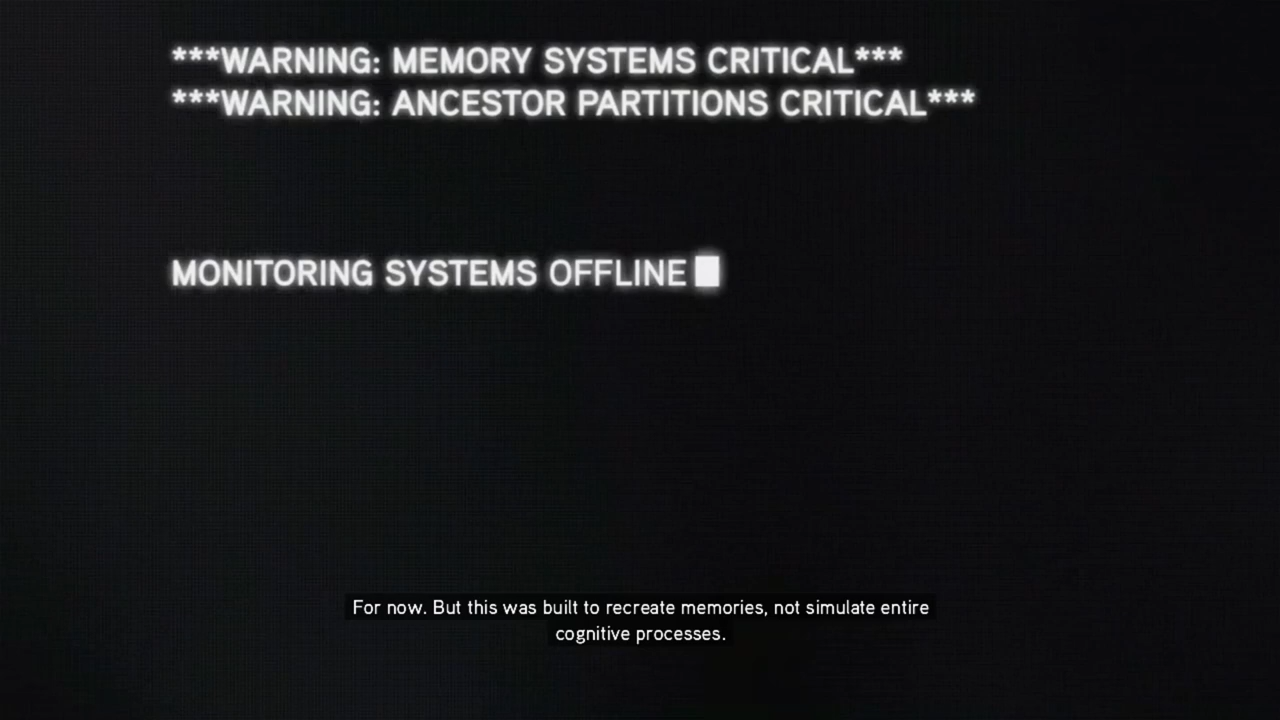 ***WARNING: MEMORY SYSTEMS CRITICAL***
***WARNING: ANCESTOR PARTITIONS CRITICAL***
MONITORING SYSTEMS OFFLINE
For now. But this was built to recreate memories, not simulate entire
cognitive processes.